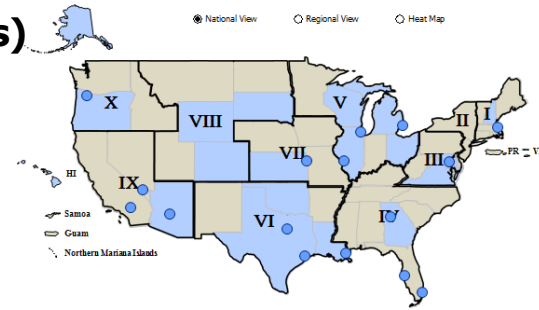 s)
National View
Regional View
Heat Map
X
VIII
V
II
I
VII
III
PR
V
HI
IX
Samoa
Guam
Northern Mariana Islands
VI
IV